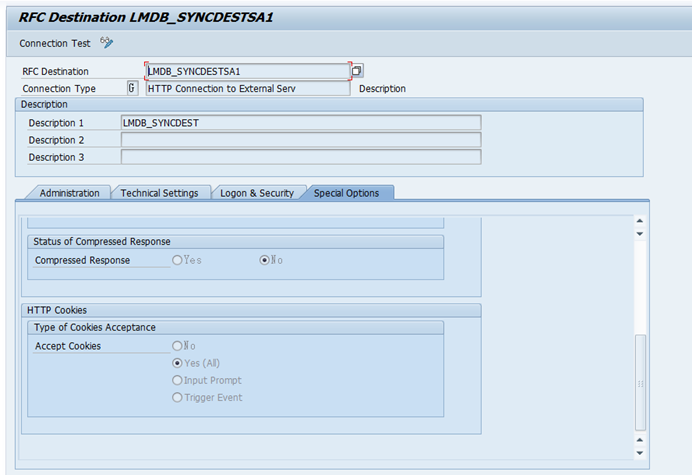 RFC Destination LMDB_SYNCDESTSA1
Connection Test
RFC Destination LMDB_SYNCDESTSA1
Connection Type G HTTP Connection to External Serv Description
Description
Description 1 LMDB_SYNCDEST
Description 2
Description 3
Administration Technical Settings Logon & Security Special Options
Status of Compressed Response
Compressed Response Yes No
HTTP Cookies
Type of Cookies Acceptance
Accept Cookies No
Yes (All)
Input Prompt
Trigger Event